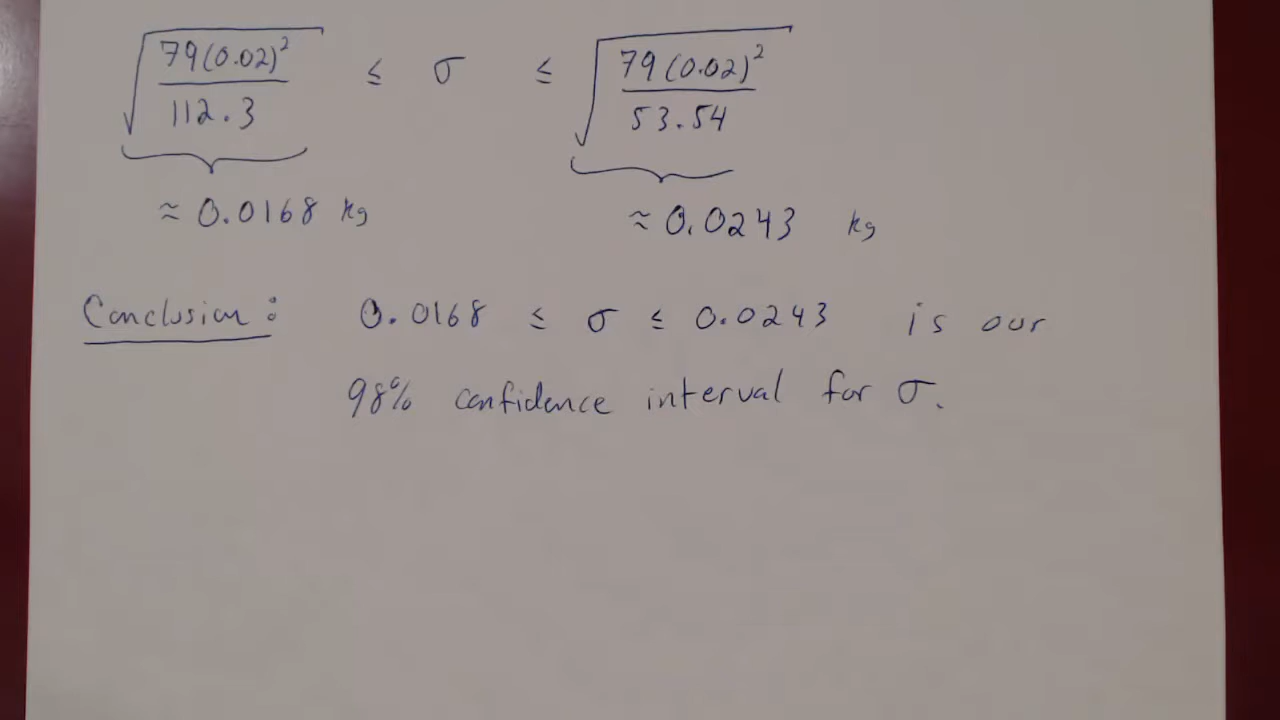 √(79(0.02)²/112.3) ≤ σ ≤ √(79(0.02)²/53.54)
≈ 0.0168 kg ≈ 0.0243 kg
Conclusion: 0.0168 ≤ σ ≤ 0.0243 is our
98% confidence interval for σ.